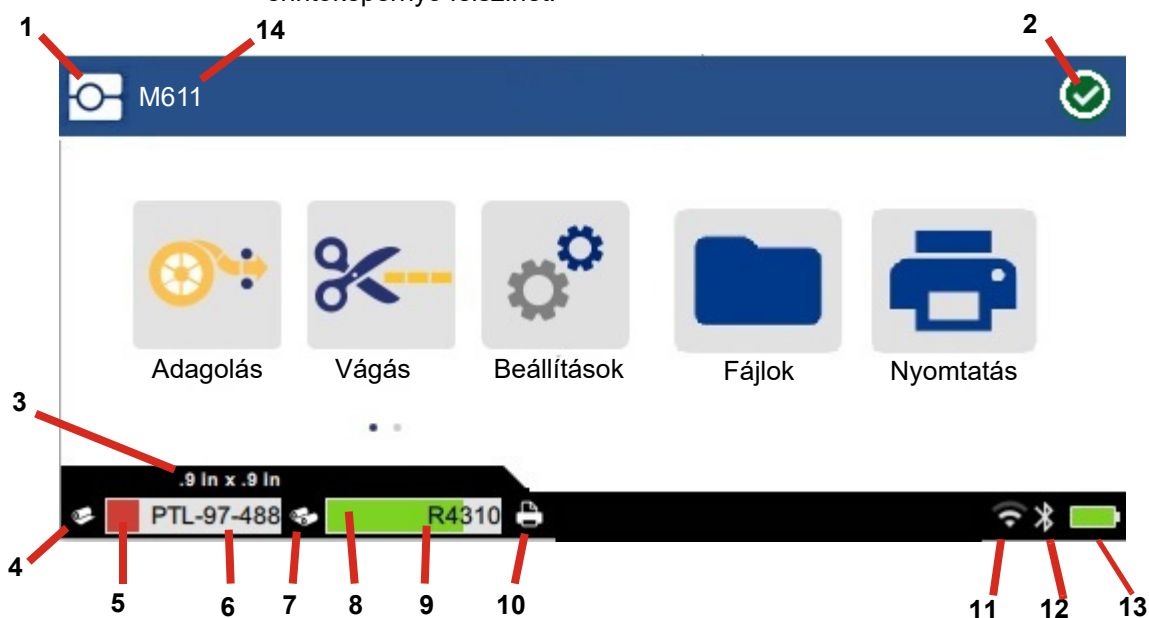 1 14 2
M611
Adagolás Vágás Beállítások Fájlok Nyomtatás
3
.9 in x .9 in
PTL-97-488 R4310
4 5 6 7 8 9 10 11 12 13